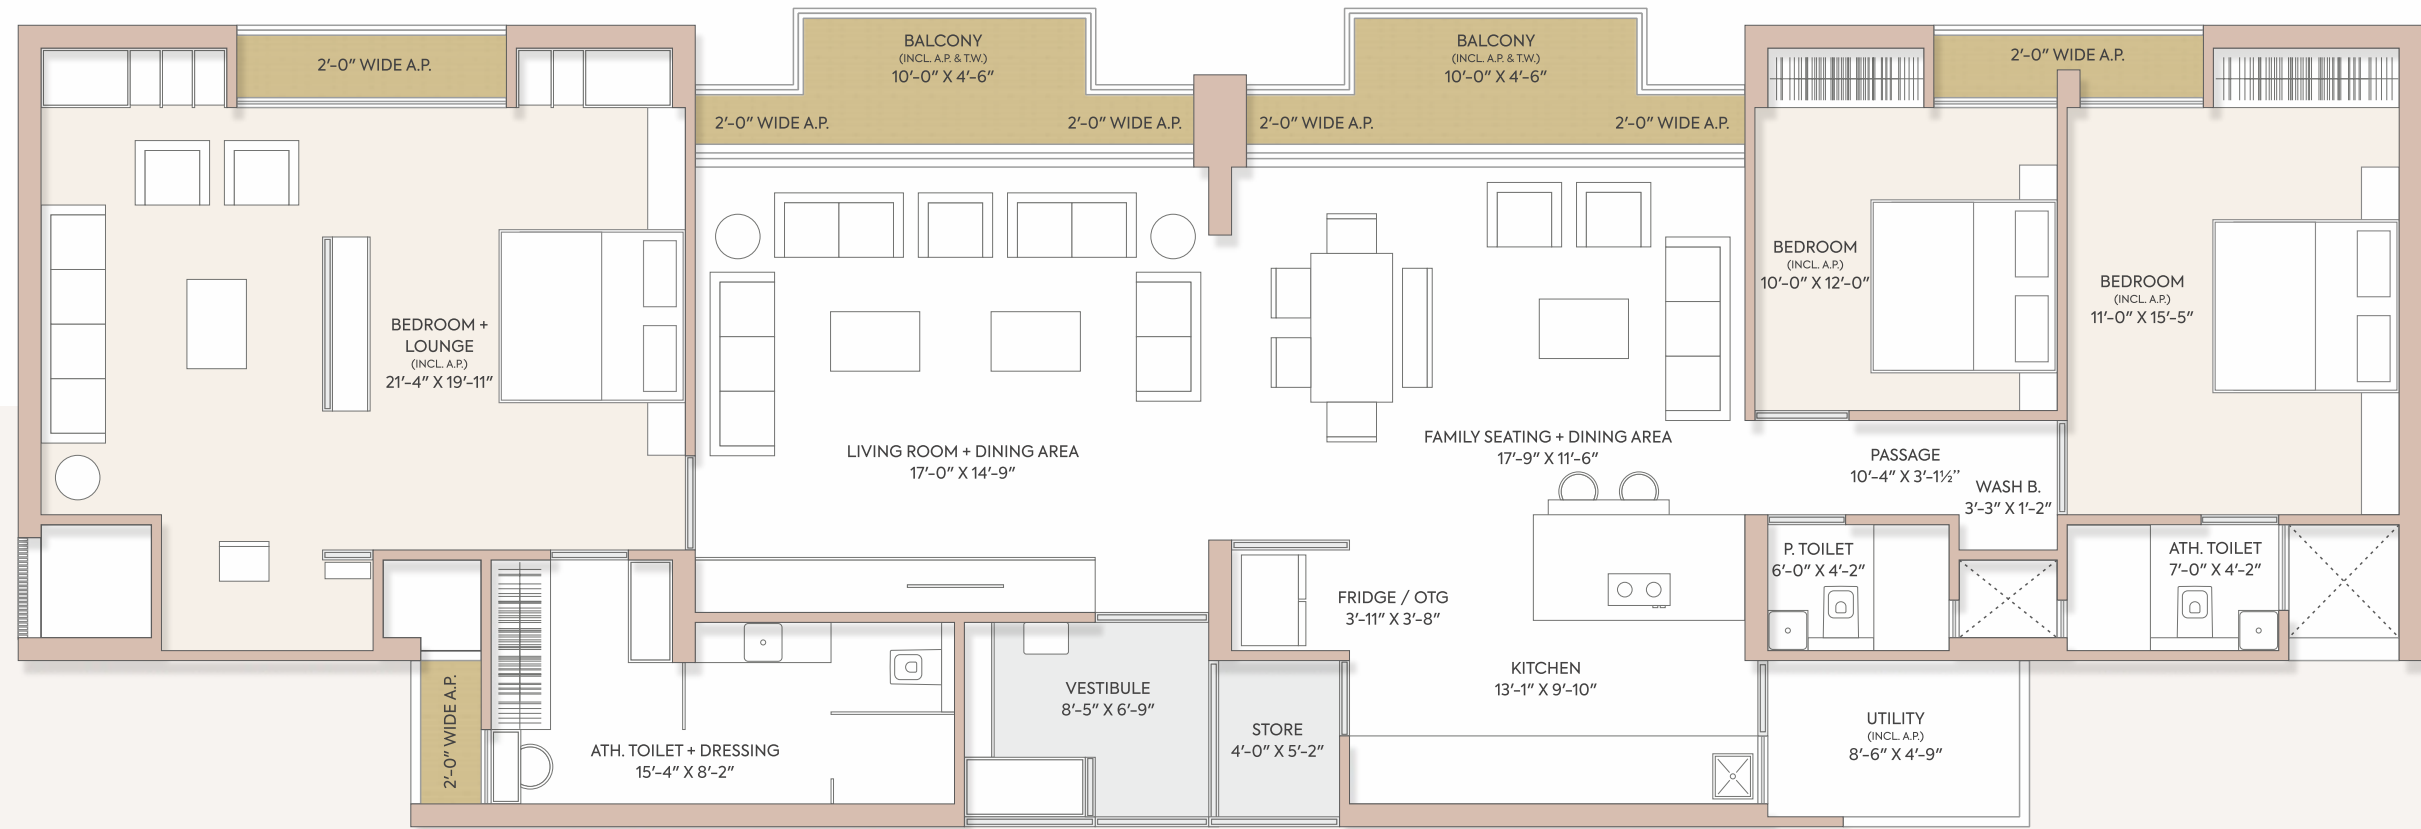 2'-0" WIDE A.P.
BALCONY
(INCL. A.P. & T.W.)
10'-0" X 4'-6"
2'-0" WIDE A.P.
2'-0" WIDE A.P.
BALCONY
(INCL. A.P. & T.W.)
10'-0" X 4'-6"
2'-0" WIDE A.P.
2'-0" WIDE A.P.
2'-0" WIDE A.P.
BEDROOM +
LOUNGE
(INCL. A.P.)
21'-4" X 19'-11"
LIVING ROOM + DINING AREA
17'-0" X 14'-9"
FAMILY SEATING + DINING AREA
17'-9" X 11'-6"
BEDROOM
(INCL. A.P.)
10'-0" X 12'-0"
BEDROOM
(INCL. A.P.)
11'-0" X 15'-5"
PASSAGE
10'-4" X 3'-1½''
WASH B.
3'-3" X 1'-2"
P. TOILET
6'-0" X 4'-2"
ATH. TOILET
7'-0" X 4'-2"
FRIDGE / OTG
3'-11" X 3'-8"
KITCHEN
13'-1" X 9'-10"
VESTIBULE
8'-5" X 6'-9"
STORE
4'-0" X 5'-2"
UTILITY
(INCL. A.P.)
8'-6" X 4'-9"
2'-0" WIDE A.P.
ATH. TOILET + DRESSING
15'-4" X 8'-2"